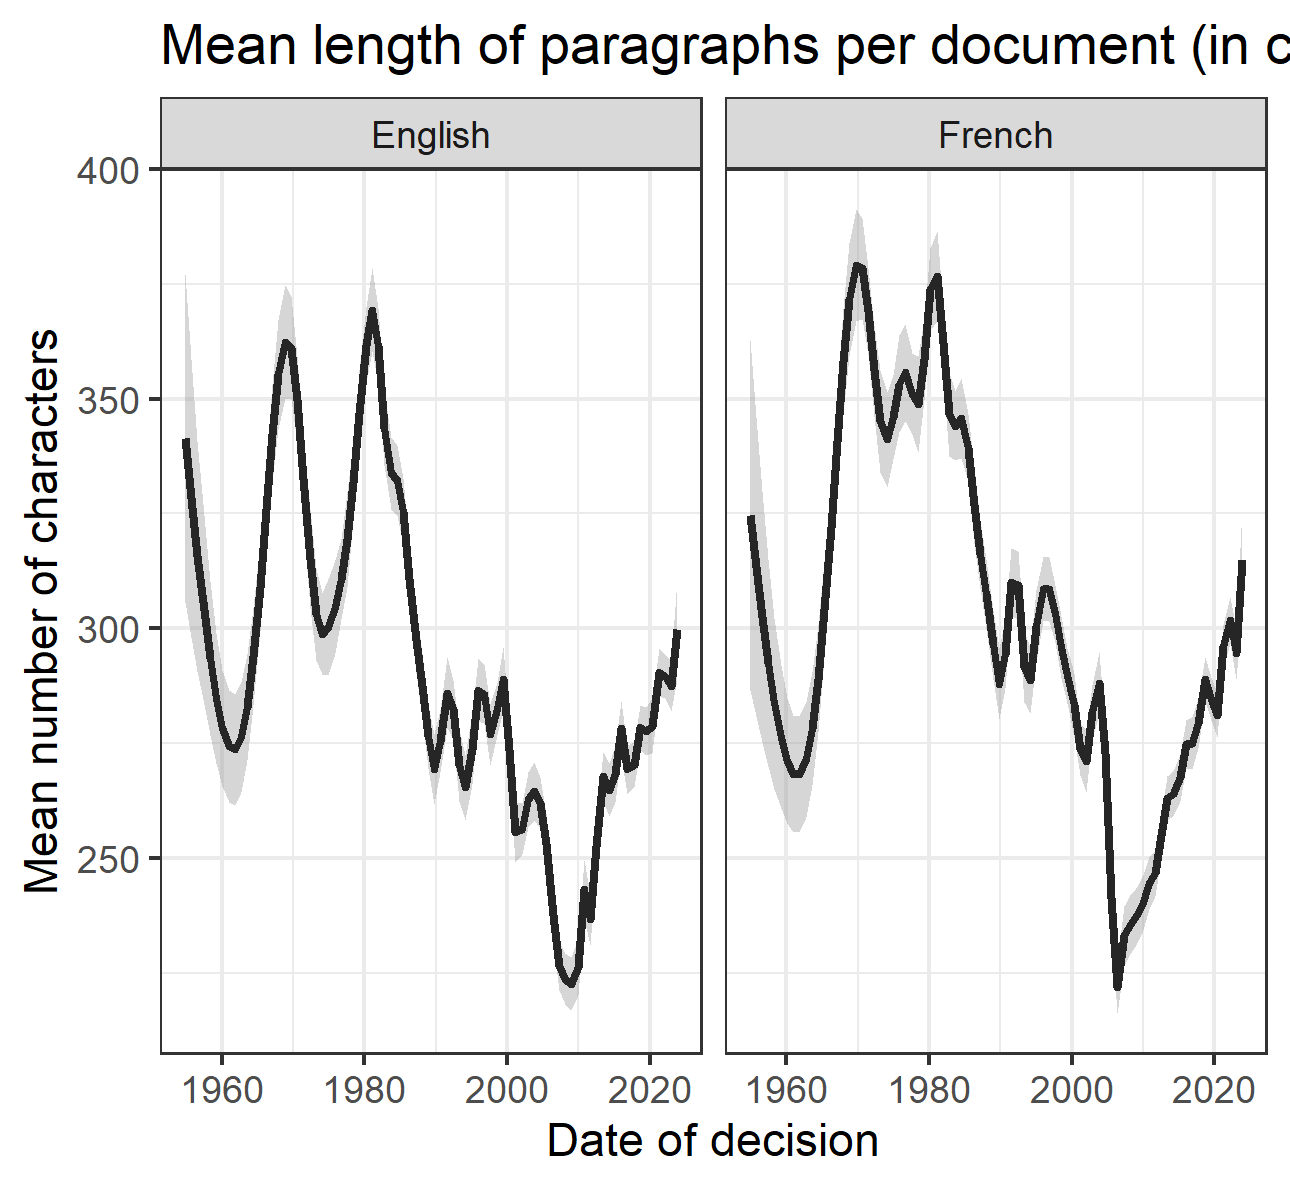 Mean length of paragraphs per document (in c
English
French
400
350
300
250
Mean number of characters
1960 1980 2000 2020
1960 1980 2000 2020
Date of decision